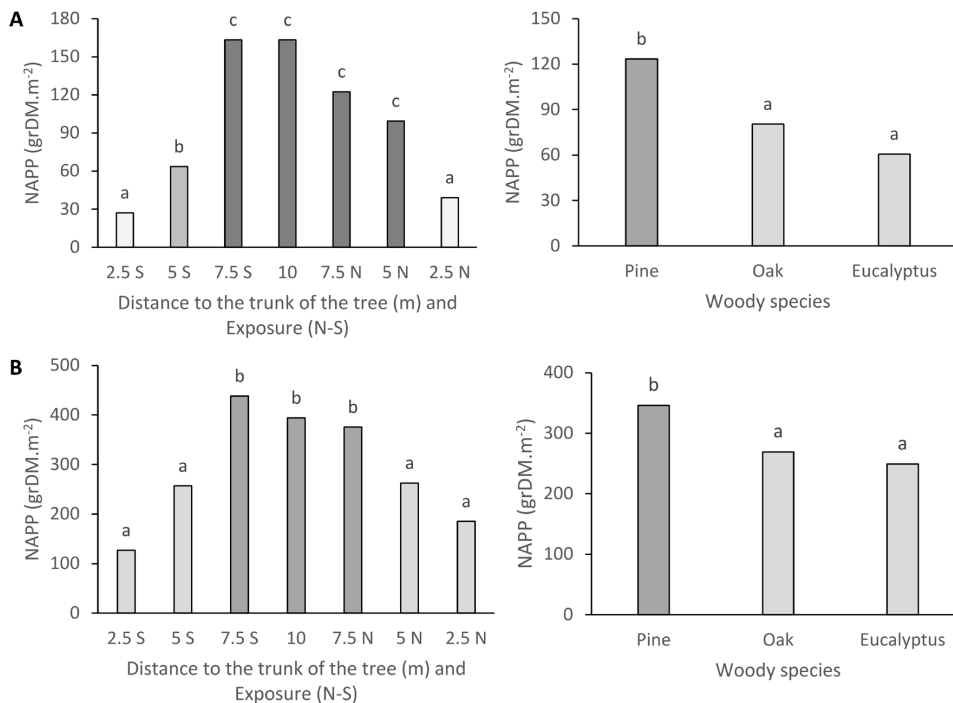 A
NAPP (grDM.m-2)
180
150
120
90
60
30
0
a
b
c
c
c
c
a
2.5 S 5 S 7.5 S 10 7.5 N 5 N 2.5 N
Distance to the trunk of the tree (m) and
Exposure (N-S)
NAPP (grDM.m-2)
150
120
90
60
30
0
b
a
a
Pine Oak Eucalyptus
Woody species
B
NAPP (grDM.m-2)
500
400
300
200
100
0
a
a
b
b
b
a
a
2.5 S 5 S 7.5 S 10 7.5 N 5 N 2.5 N
Distance to the trunk of the tree (m) and
Exposure (N-S)
NAPP (grDM.m-2)
400
300
200
100
0
b
a
a
Pine Oak Eucalyptus
Woody species